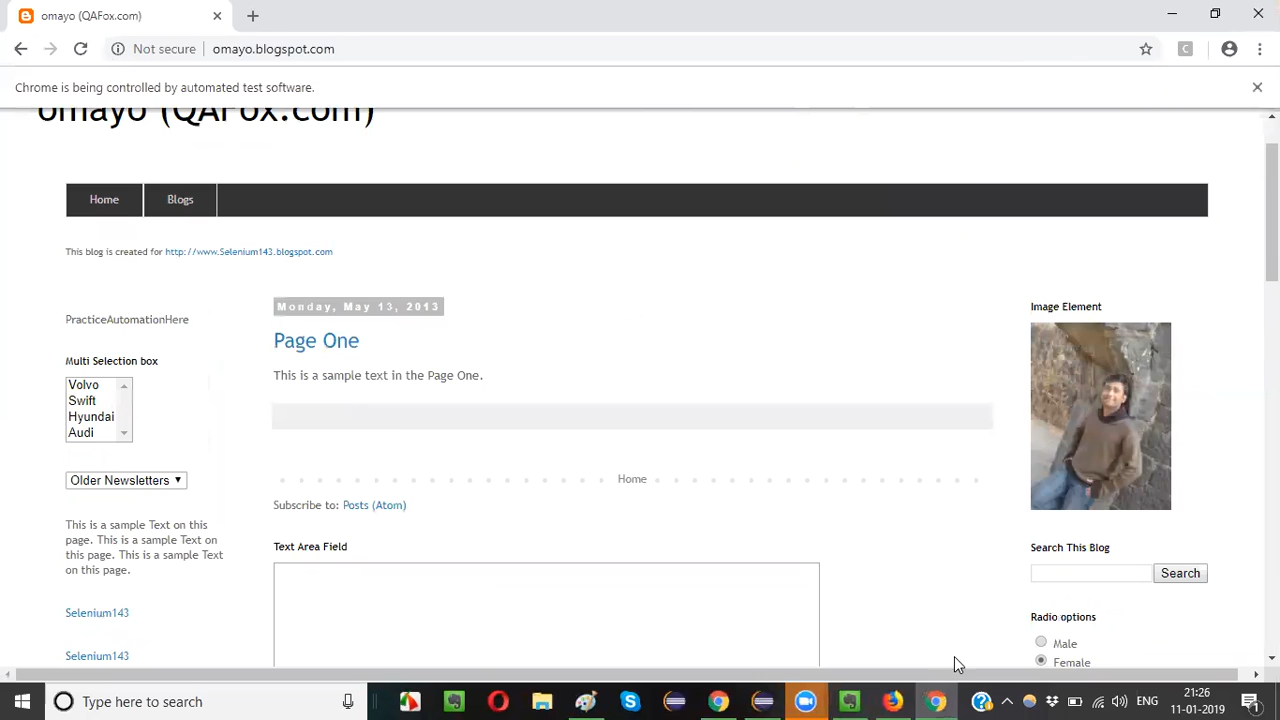 omayo (QAFox.com)
Not secure
omayo.blogspot.com
Chrome is being controlled by automated test software.
omayo (QAFox.com)
Home
Blogs
This blog is created for http://www.Selenium143.blogspot.com
PracticeAutomationHere
Multi Selection box
Volvo
Swift
Hyundai
Audi
Older Newsletters
This is a sample Text on this
page. This is a sample Text on
this page. This is a sample Text
on this page.
Selenium143
Selenium143
Monday, May 13, 2013
Page One
This is a sample text in the Page One.
Home
Subscribe to: Posts (Atom)
Text Area Field
Image Element
Search This Blog
Search
Radio options
Male
Female
Type here to search
ENG
21:26
11-01-2019